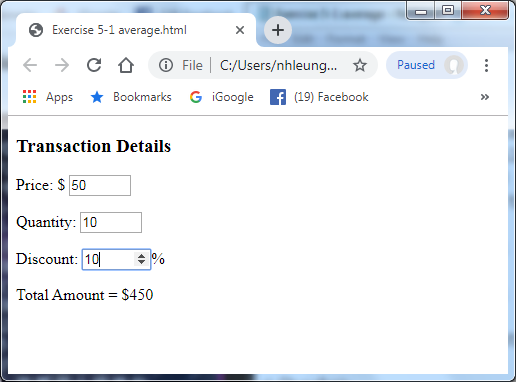 Exercise 5-1 average.html
File C:/Users/nhleung... Paused
Apps Bookmarks iGoogle (19) Facebook »
Transaction Details
Price: $ 50
Quantity: 10
Discount: 10 %
Total Amount = $450